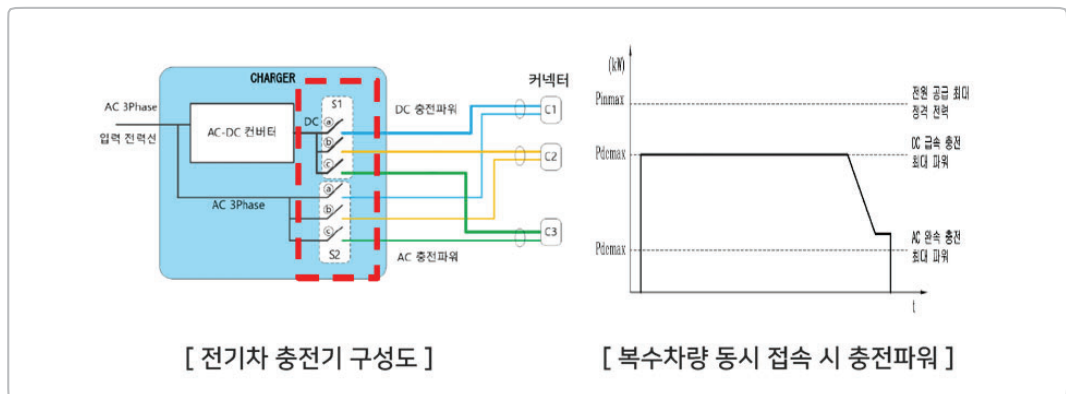 CHARGER
AC 3Phase
입력 전력선
AC-DC 컨버터
DC
S1
ⓐ
ⓑ
ⓒ
AC 3Phase
ⓐ
ⓑ
ⓒ
S2
커넥터
DC 충전파워
C1
C2
C3
AC 충전파워
[ 전기차 충전기 구성도 ]
(kW)
Pinmax
전원 공급 최대
정격 전력
Pdcmax
DC 급속 충전
최대 파워
Pdcmax
AC 완속 충전
최대 파워
t
[ 복수차량 동시 접속 시 충전파워 ]